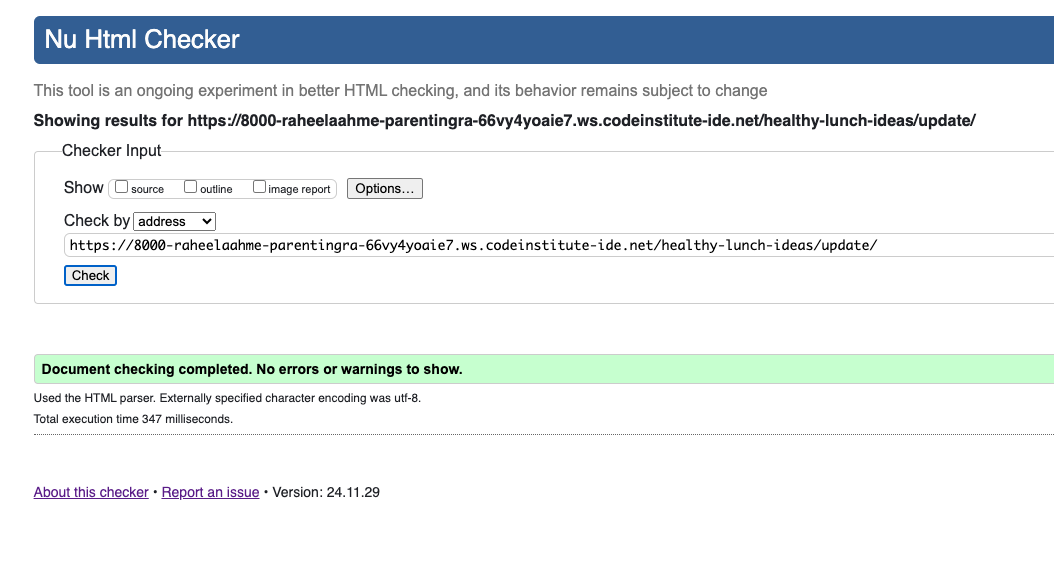 Nu Html Checker
This tool is an ongoing experiment in better HTML checking, and its behavior remains subject to change
Showing results for https://8000-raheelaahme-parentingra-66vy4yoaie7.ws.codeinstitute-ide.net/healthy-lunch-ideas/update/
Checker Input
Show source outline image report Options...
Check by address
https://8000-raheelaahme-parentingra-66vy4yoaie7.ws.codeinstitute-ide.net/healthy-lunch-ideas/update/
Check
Document checking completed. No errors or warnings to show.
Used the HTML parser. Externally specified character encoding was utf-8.
Total execution time 347 milliseconds.
About this checker • Report an issue • Version: 24.11.29